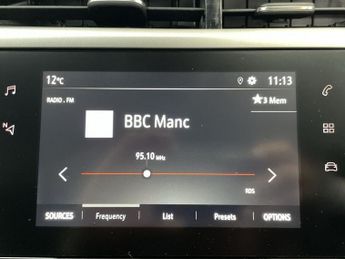 12°C 11:13
RADIO . FM ★3 Mem
BBC Manc
95.10 MHz
RDS
SOURCES Frequency List Presets OPTIONS
N